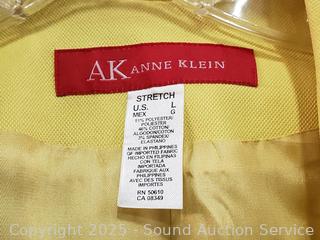 AK ANNE KLEIN
STRETCH
U.S. L
MEX G
51% POLYESTER/
POLIESTER
46% COTTON/
ALGODON/COTON
3% SPANDEX/
ELASTANO
MADE IN PHILIPPINES
OF IMPORTED FABRIC
HECHO EN FILIPINAS
CON TELA
IMPORTADA
FABRIQUE AUX
PHILIPPINES
AVEC DES TISSUS
IMPORTES
RN 50610
CA 08349
Copyright 2025 - Sound Auction Service